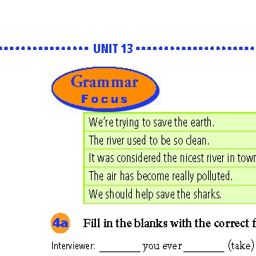 UNIT 13
Grammar
Focus
We're trying to save the earth.
The river used to be so clean.
It was considered the nicest river in town
The air has become really polluted.
We should help save the sharks.
4a Fill in the blanks with the correct f
Interviewer: ______ you ever ______ (take)